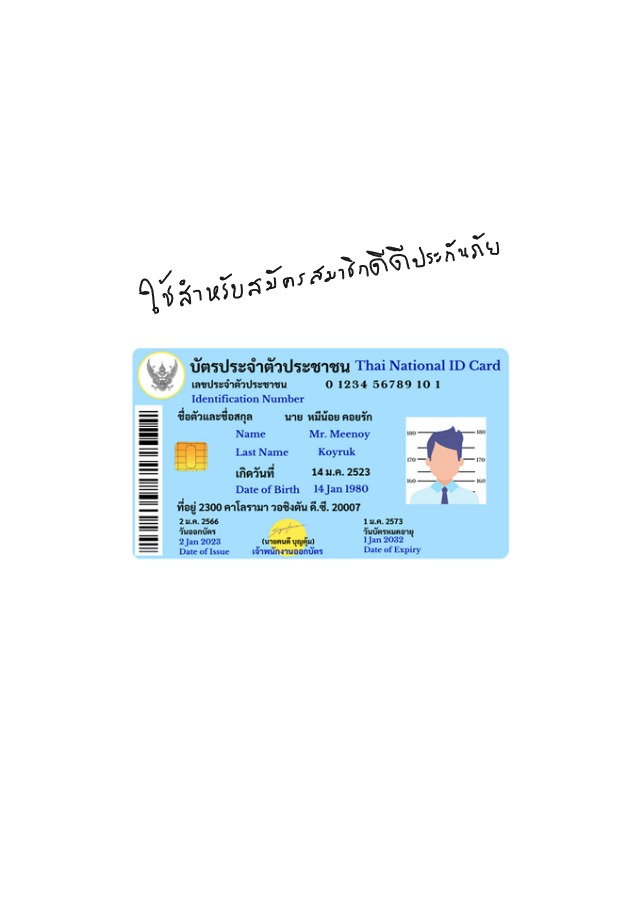 ใช้สำหรับสมัครสมาชิกดีดีประกันภัย
บัตรประจำตัวประชาชน Thai National ID Card
เลขประจำตัวประชาชน 0 1234 56789 10 1
Identification Number
ชื่อตัวและชื่อสกุล นาย หมีน้อย คอยรัก
Name Mr. Meenoy
Last Name Koyruk
เกิดวันที่ 14 ม.ค. 2523
Date of Birth 14 Jan 1980
ที่อยู่ 2300 คาโลรามา วอชิงตัน ดี.ซี. 20007
2 ม.ค. 2566
วันออกบัตร
2 Jan 2023
Date of Issue
(นายคนดี บุญคุ้ม)
เจ้าพนักงานออกบัตร
1 ม.ค. 2573
วันบัตรหมดอายุ
1 Jan 2032
Date of Expiry
180 180
170 170
160 160